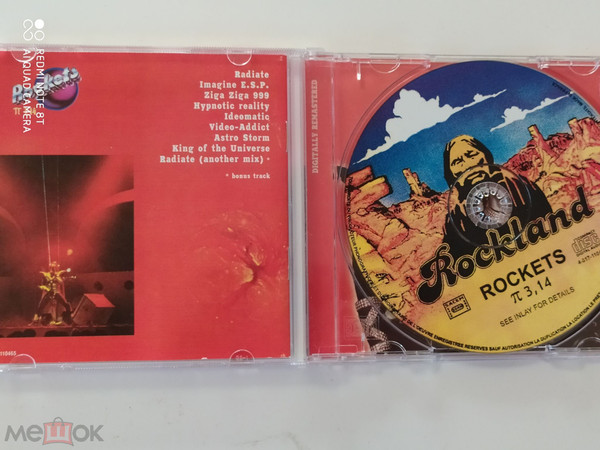 REDMI NOTE 8T
AI QUAD CAMERA
Rockets
Radiate
Imagine E.S.P.
Ziga Ziga 999
Hypnotic reality
Ideomatic
Video-Addict
Astro Storm
King of the Universe
Radiate (another mix) *
* bonus track
DIGITALLY REMASTERED
Rockland
ROCKETS
π 3,14
SEE INLAY FOR DETAILS
мешок